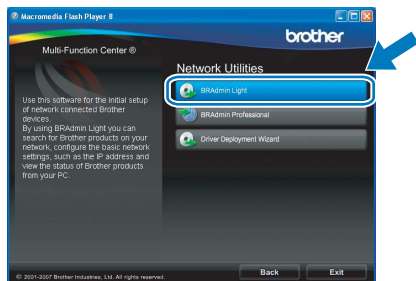 Macromedia Flash Player 8
brother
Multi-Function Center ®
Network Utilities
BRAdmin Light
BRAdmin Professional
Driver Deployment Wizard
Use this software for the initial setup
of network connected Brother
devices.
By using BRAdmin Light you can
search for Brother products on your
network, configure the basic network
settings, such as the IP address and
view the status of Brother products
from your PC.
© 2001-2007 Brother Industries, Ltd. All rights reserved.
Back
Exit